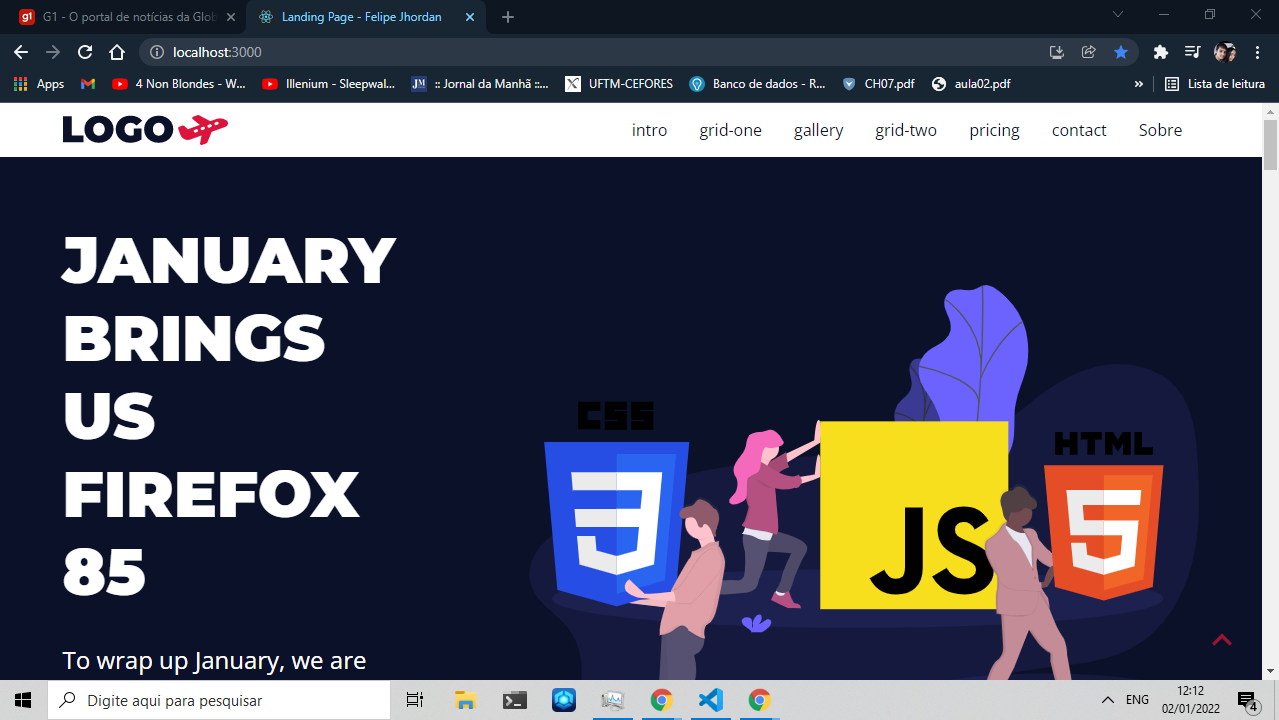 G1 - O portal de notícias da Glob
Landing Page - Felipe Jhordan
localhost:3000
Apps
4 Non Blondes - W...
Illenium - Sleepwal...
JM
:: Jornal da Manhã ::...
UFTM-CEFORES
Banco de dados - R...
CH07.pdf
aula02.pdf
»
Lista de leitura
LOGO
intro
grid-one
gallery
grid-two
pricing
contact
Sobre
JANUARY
BRINGS
US
FIREFOX
85
To wrap up January, we are
CSS
3
JS
HTML
5
Digite aqui para pesquisar
ENG
12:12
02/01/2022
4